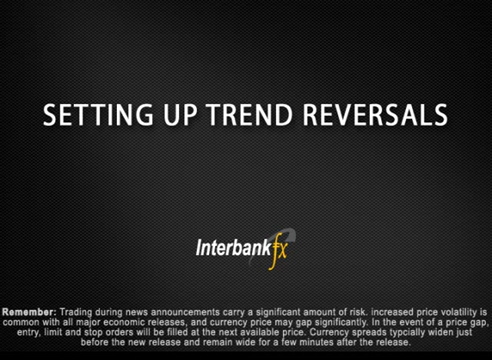 SETTING UP TREND REVERSALS
Interbank fx
Remember: Trading during news announcements carry a significant amount of risk. increased price volatility is
common with all major economic releases, and currency price may gap significantly. In the event of a price gap,
entry, limit and stop orders will be filled at the next available price. Currency spreads typcially widen just
before the new release and remain wide for a few minutes after the release.